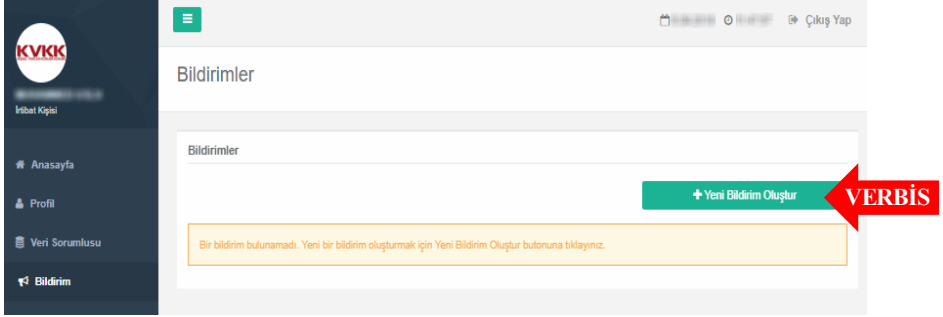 Çıkış Yap
KVKK
İrtibat Kişisi
Anasayfa
Profil
Veri Sorumlusu
Bildirim
Bildirimler
Bildirimler
Yeni Bildirim Oluştur
VERBİS
Bir bildirim bulunamadı. Yeni bir bildirim oluşturmak için Yeni Bildirim Oluştur butonuna tıklayınız.